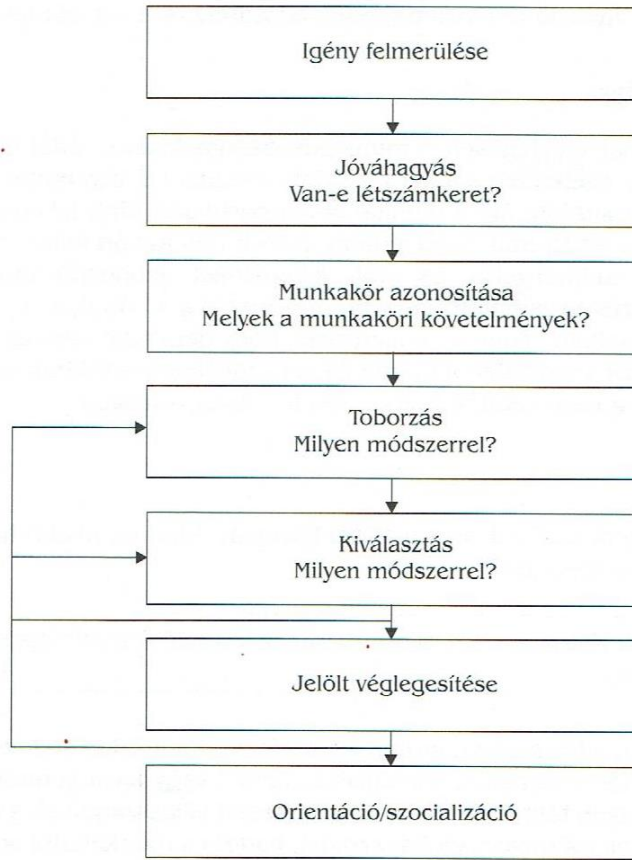 Igény felmerülése
Jóváhagyás
Van-e létszámkeret?
Munkakör azonosítása
Melyek a munkaköri követelmények?
Toborzás
Milyen módszerrel?
Kiválasztás
Milyen módszerrel?
Jelölt véglegesítése
Orientáció/szocializáció